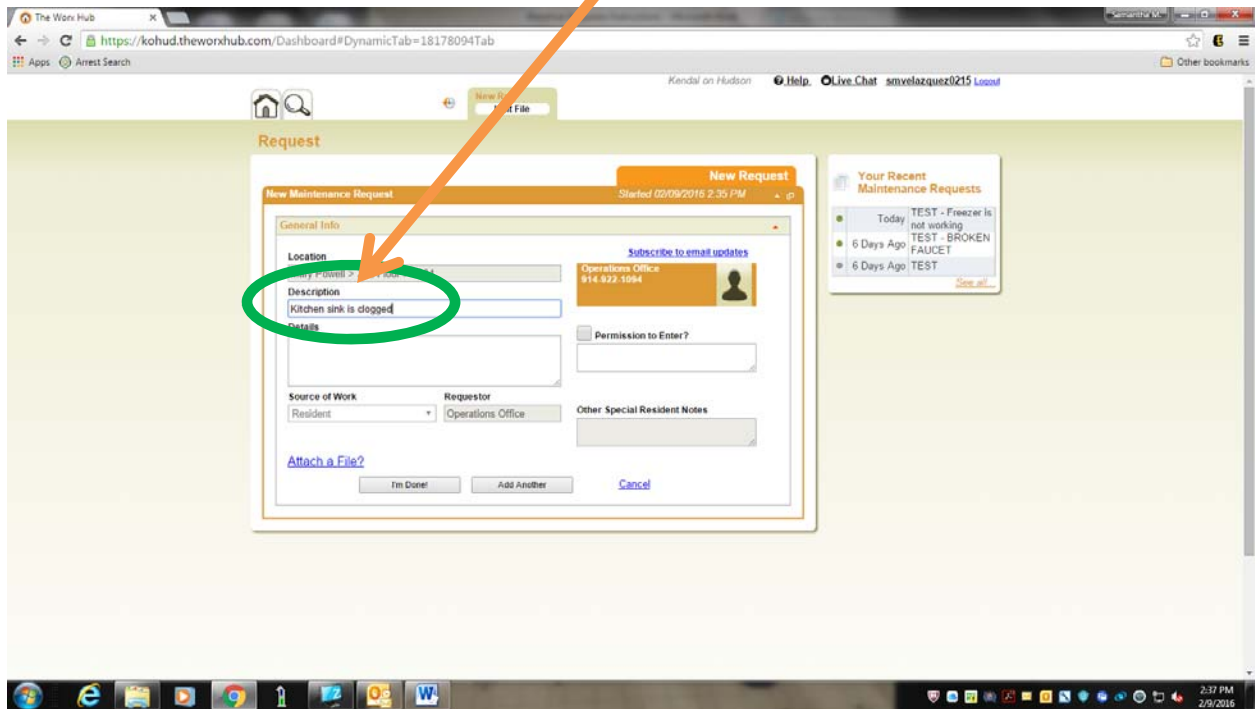 The Worx Hub
Samantha M.
https://kohud.theworxhub.com/Dashboard#DynamicTab=18178094Tab
Apps Arrest Search
Other bookmarks
Kendal on Hudson Help OLive Chat smvelazquez0215 Logout
File
Request
New Request
New Maintenance Request Started 02/09/2016 2:35 PM
General Info
Location
Powell >
Subscribe to email updates
Operations Office
914-922-1094
Description
Kitchen sink is clogged
Details
Permission to Enter?
Source of Work Requestor
Resident Operations Office
Other Special Resident Notes
Attach a File?
I'm Done! Add Another Cancel
Your Recent
Maintenance Requests
Today TEST - Freezer is
not working
6 Days Ago TEST - BROKEN
FAUCET
6 Days Ago TEST
See all...
2:37 PM
2/9/2016